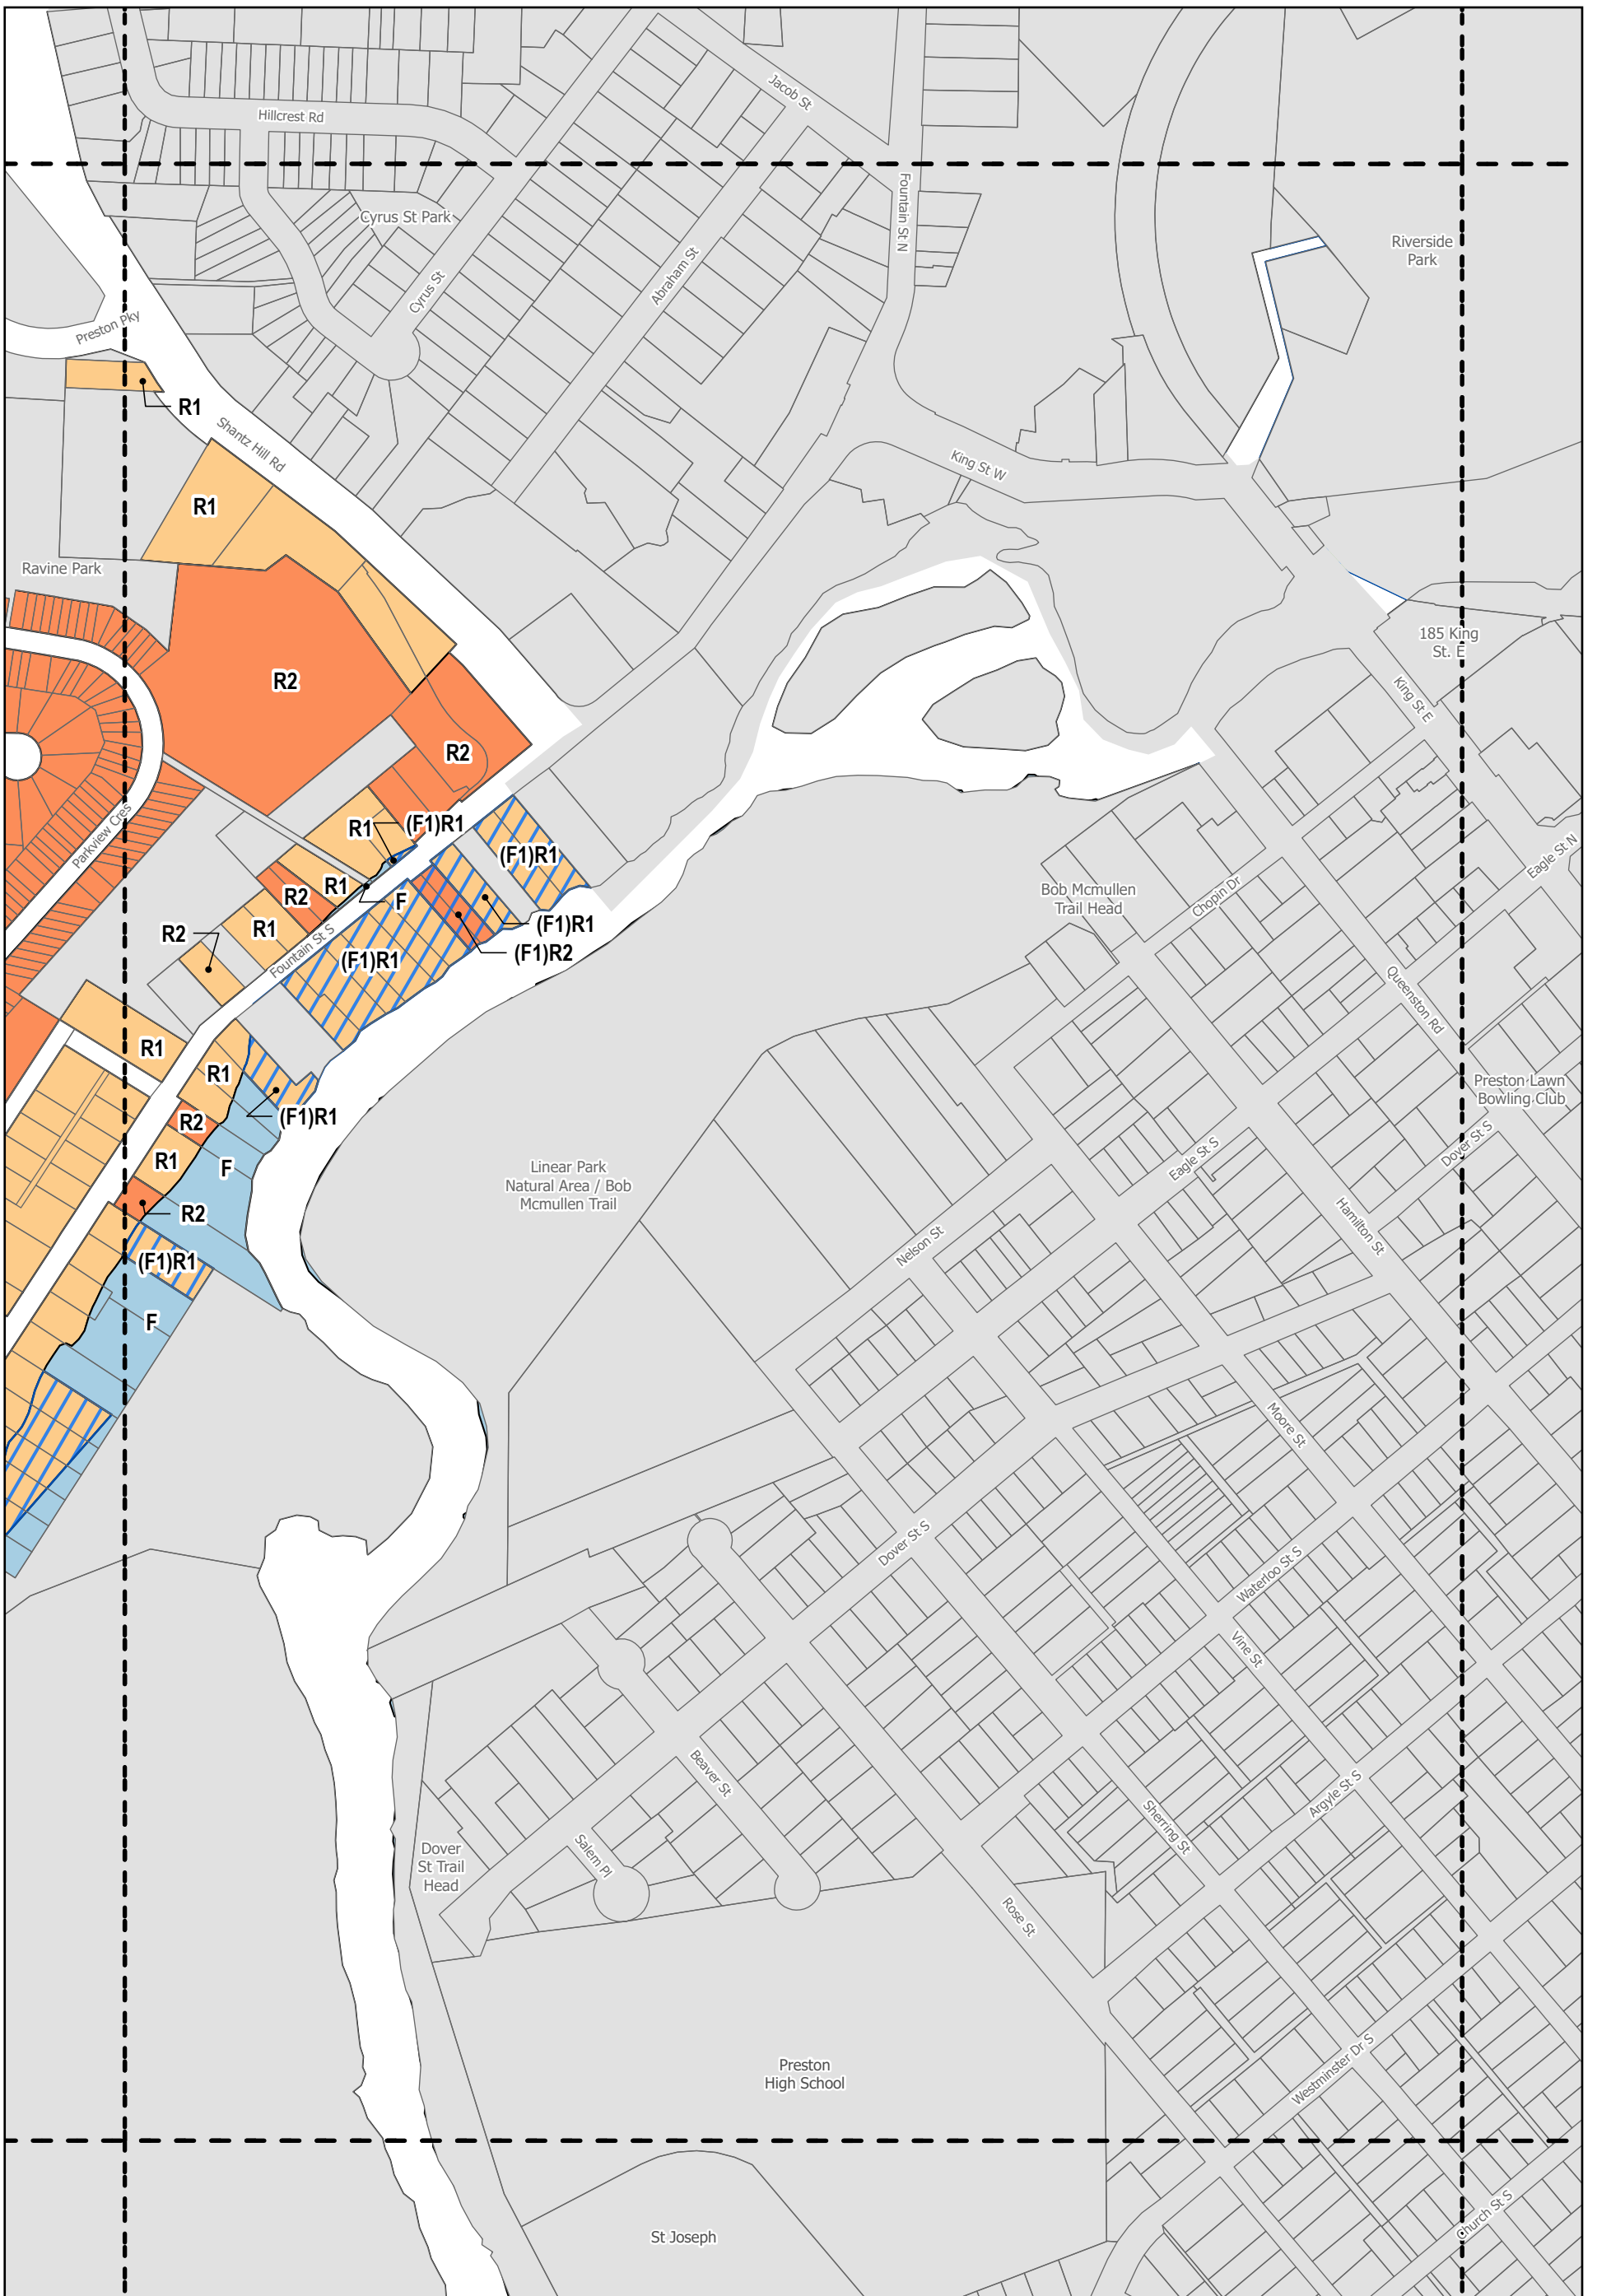 Jacob St
Hillcrest Rd
Cyrus St Park
Fountain St N
Riverside
Park
Abraham St
Cyrus St
Preston Pky
R1
Shantz Hill Rd
King St W
R1
Ravine Park
185 King
St. E
R2
King St E
R2
Parkview Cres
R1
(F1)R1
(F1)R1
Eagle St N
R2
R1
F
Bob Mcmullen
Trail Head
Chopin Dr
R2
R1
Fountain St S
(F1)R1
(F1)R2
(F1)R1
Queenston Rd
R1
R1
Preston Lawn
Bowling Club
(F1)R1
R2
R1
F
Linear Park
Natural Area / Bob
Mcmullen Trail
Eagle St S
Dover St S
R2
Nelson St
Hamilton St
(F1)R1
F
Moore St
Dover St S
Waterloo St S
Vine St
Beaver St
Argyle St S
Sherring St
Salem Pl
Dover
St Trail
Head
Rose St
Preston
High School
Westminster Dr S
Church St S
St Joseph